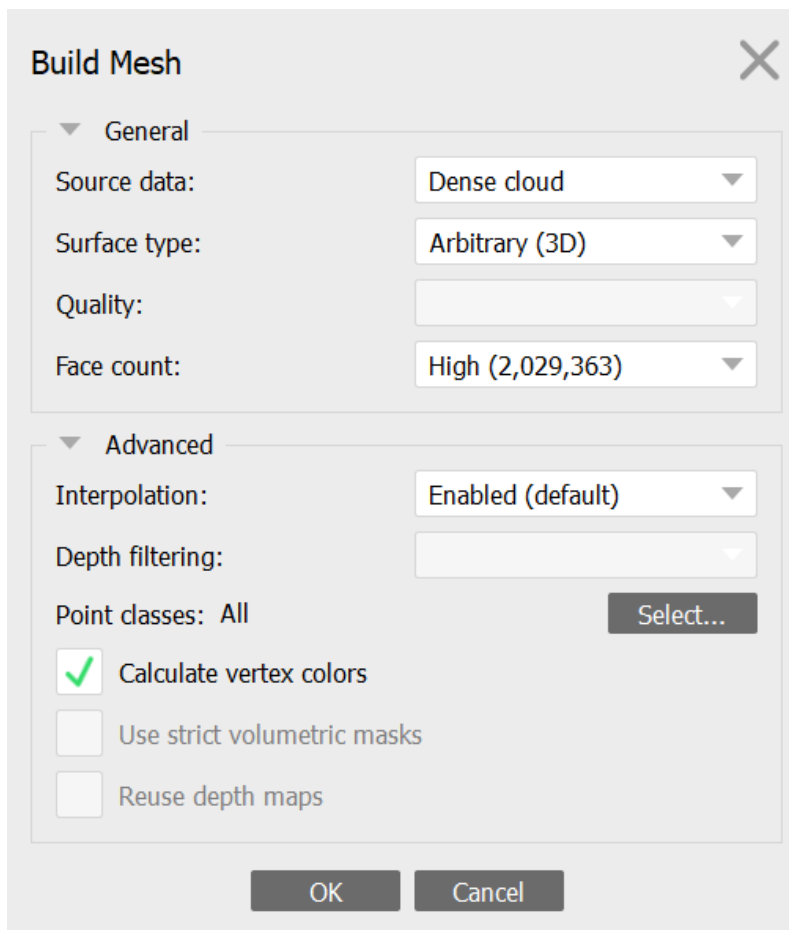 Build Mesh
General
Source data: Dense cloud
Surface type: Arbitrary (3D)
Quality:
Face count: High (2,029,363)
Advanced
Interpolation: Enabled (default)
Depth filtering:
Point classes: All Select...
Calculate vertex colors
Use strict volumetric masks
Reuse depth maps
OK Cancel